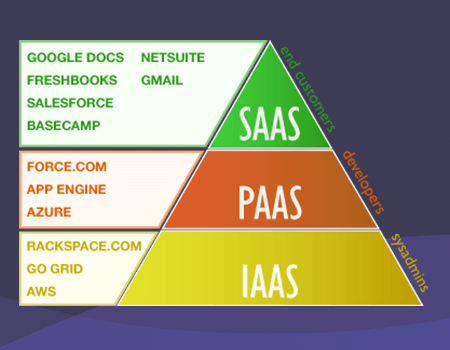 GOOGLE DOCS NETSUITE
FRESHBOOKS GMAIL
SALESFORCE
BASECAMP
SAAS
end customers
FORCE.COM
APP ENGINE
AZURE
PAAS
developers
RACKSPACE.COM
GO GRID
AWS
IAAS
sysadmins